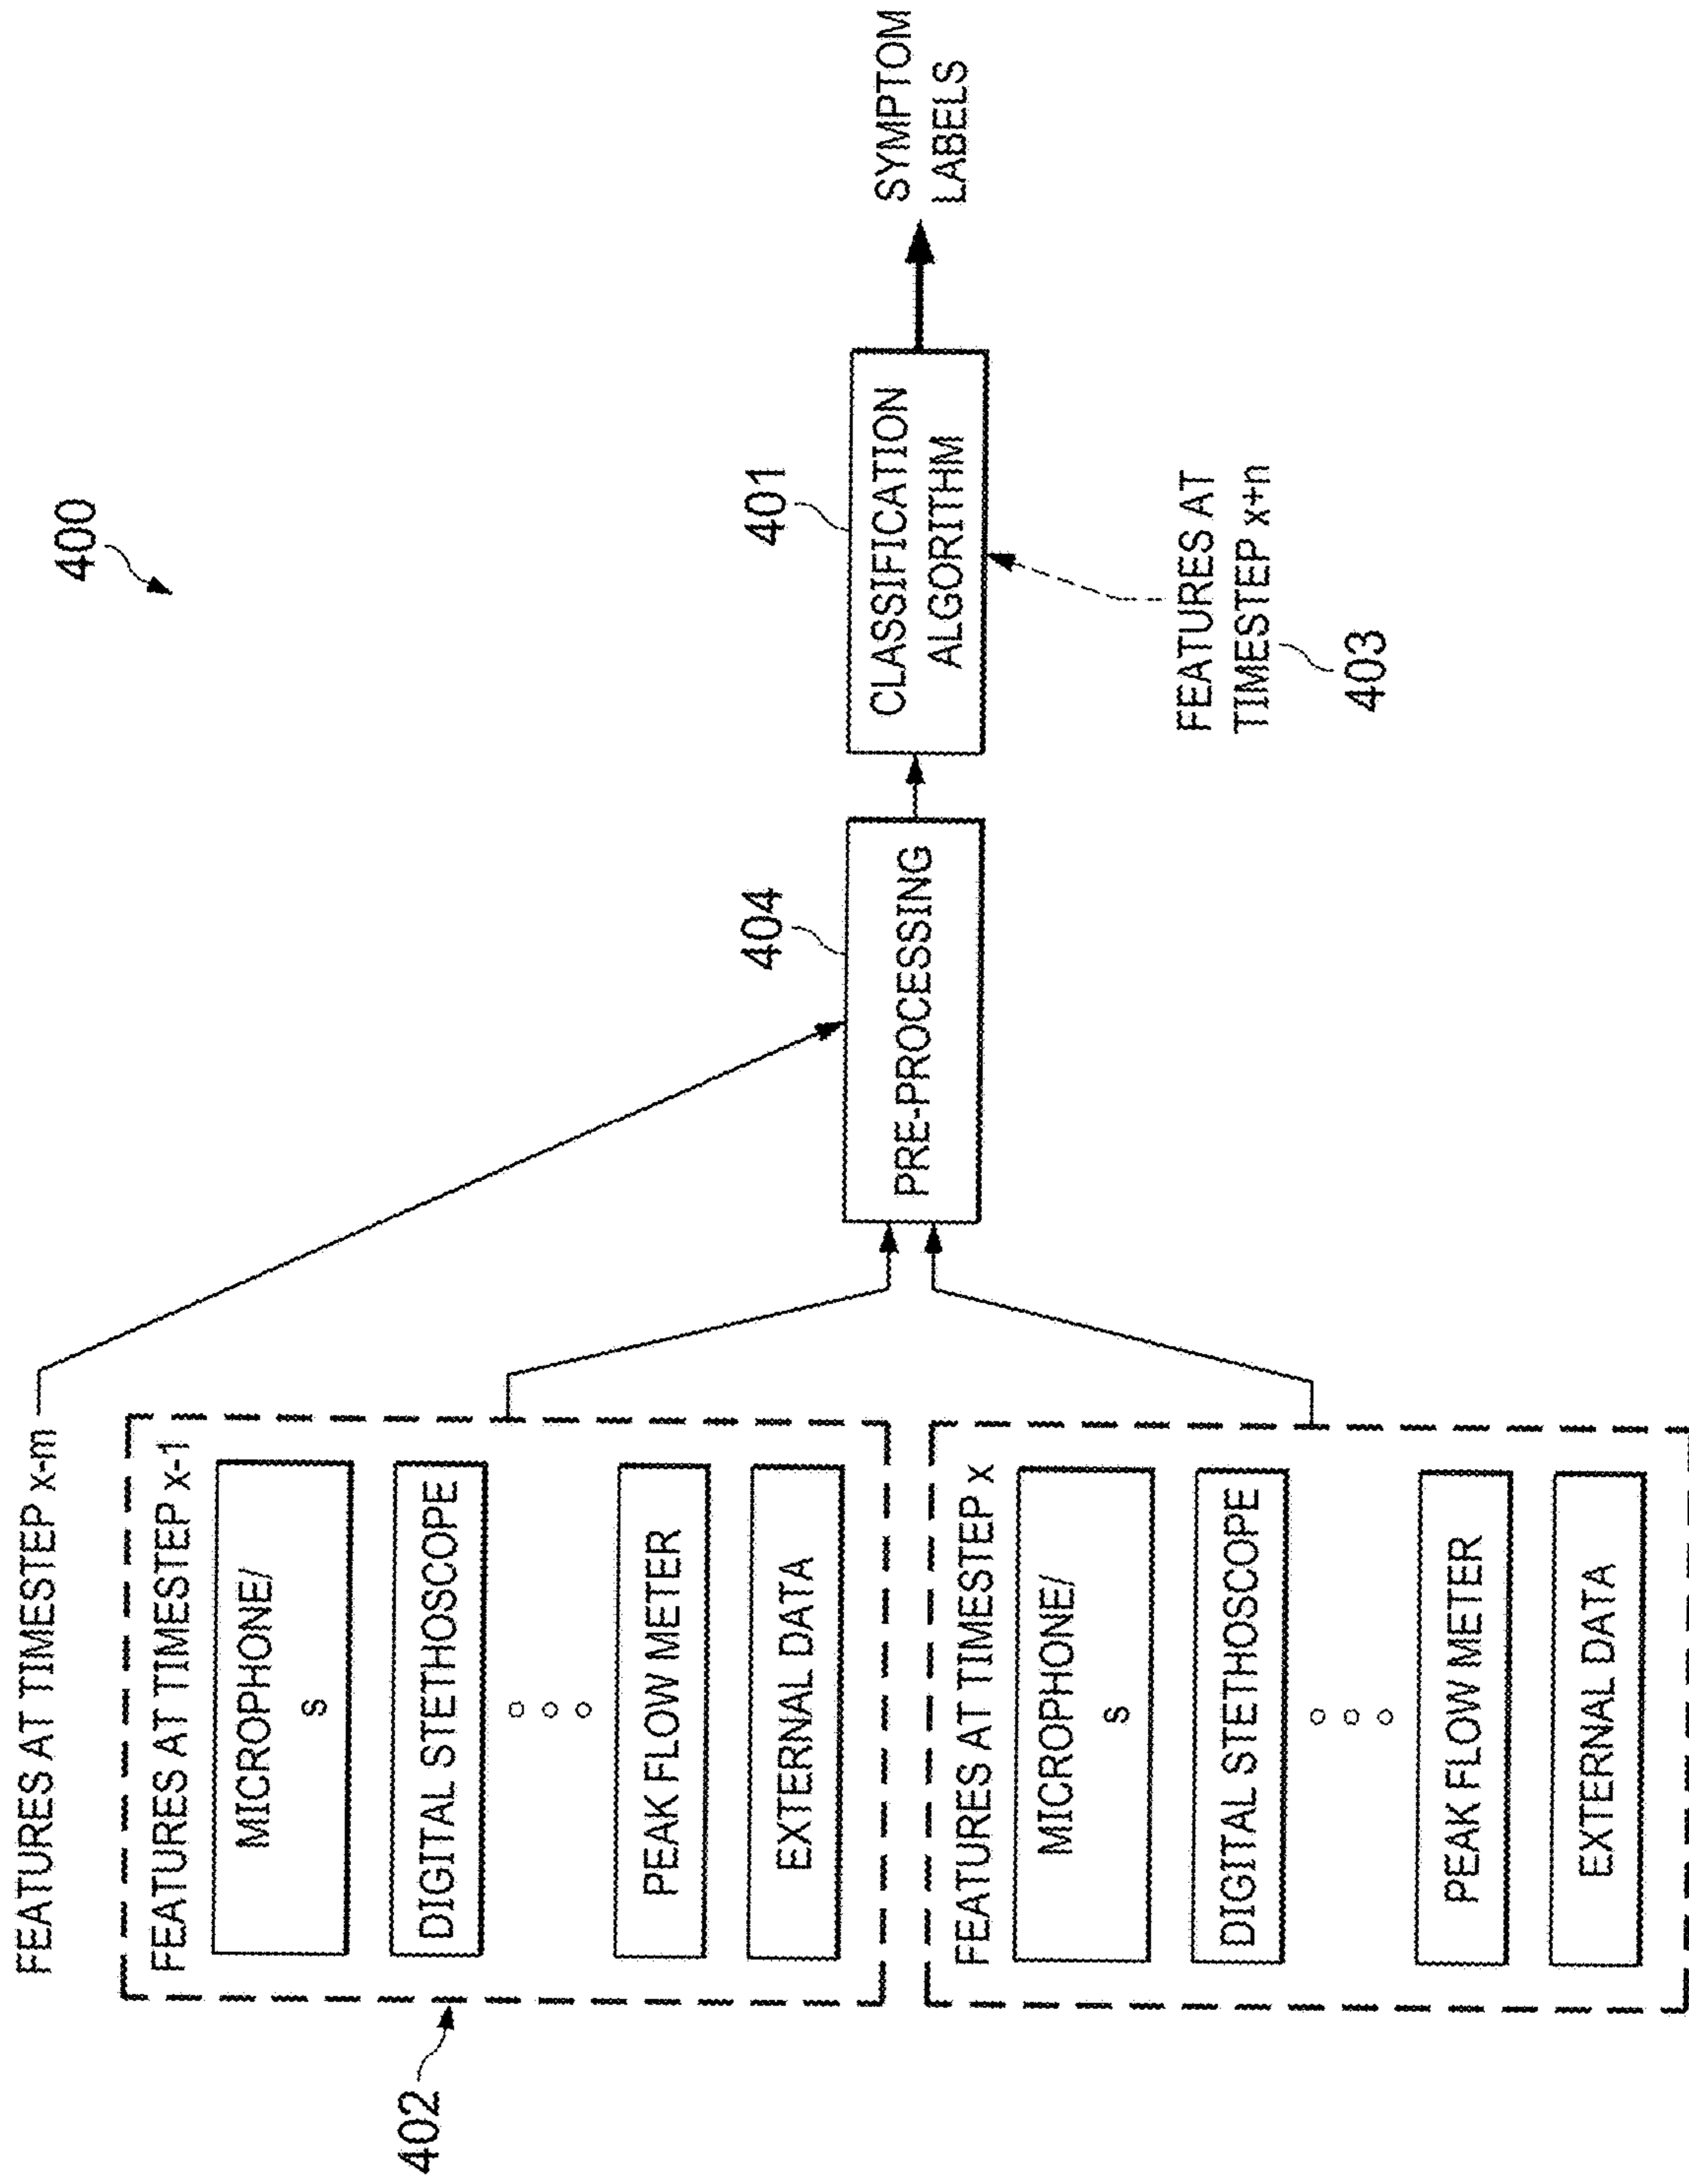 400
FEATURES AT TIMESTEP x-m
402
FEATURES AT TIMESTEP x-1
MICROPHONE/
S
DIGITAL STETHOSCOPE
PEAK FLOW METER
EXTERNAL DATA
FEATURES AT TIMESTEP x
MICROPHONE/
S
DIGITAL STETHOSCOPE
PEAK FLOW METER
EXTERNAL DATA
404
PRE-PROCESSING
401
CLASSIFICATION
ALGORITHM
FEATURES AT
TIMESTEP x+n
403
SYMPTOM
LABELS